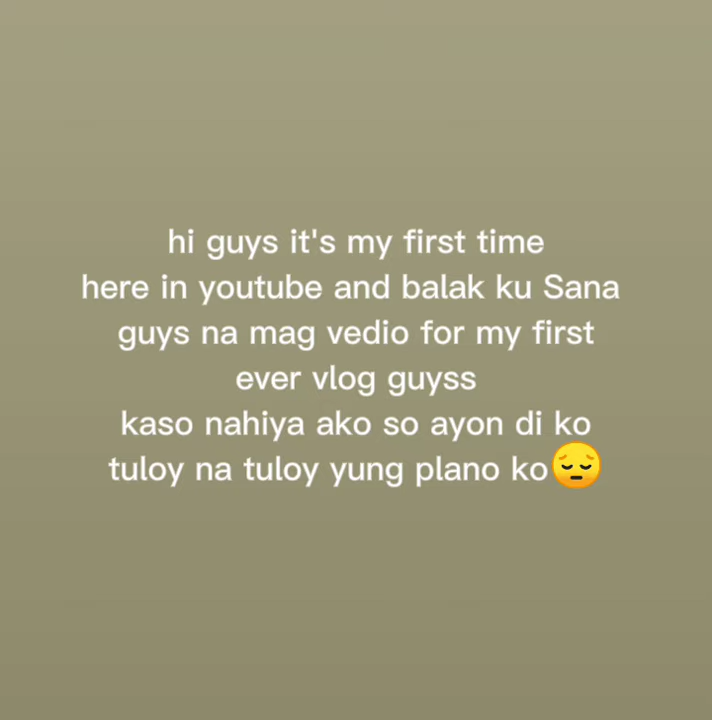 hi guys it's my first time
here in youtube and balak ku Sana
guys na mag vedio for my first
ever vlog guyss
kaso nahiya ako so ayon di ko
tuloy na tuloy yung plano ko😔